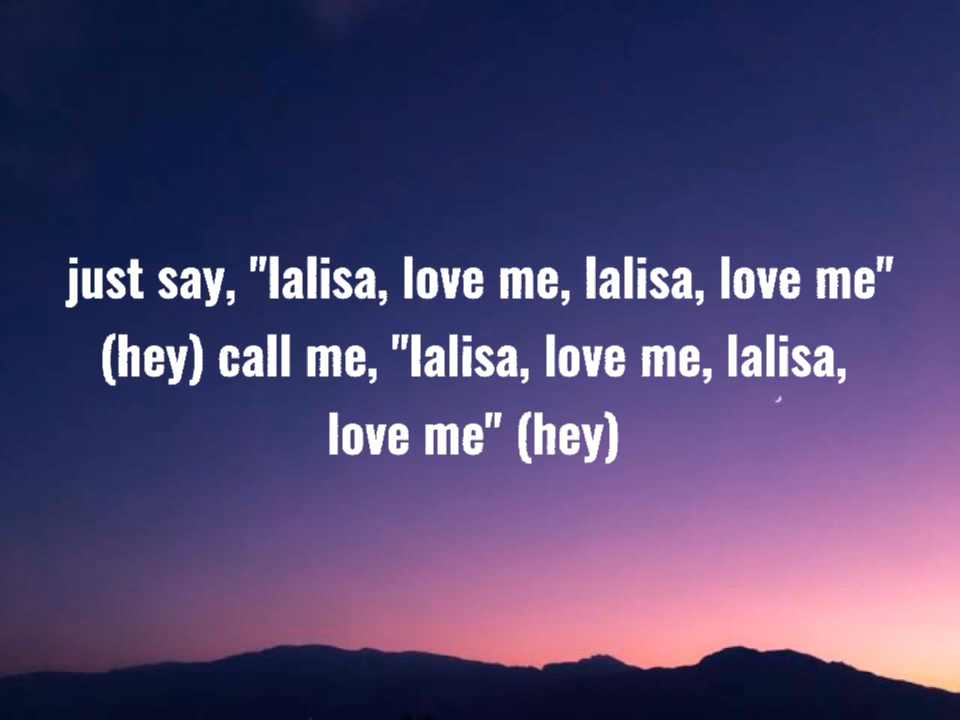 just say, "lalisa, love me, lalisa, love me"
(hey) call me, "lalisa, love me, lalisa,
love me" (hey)